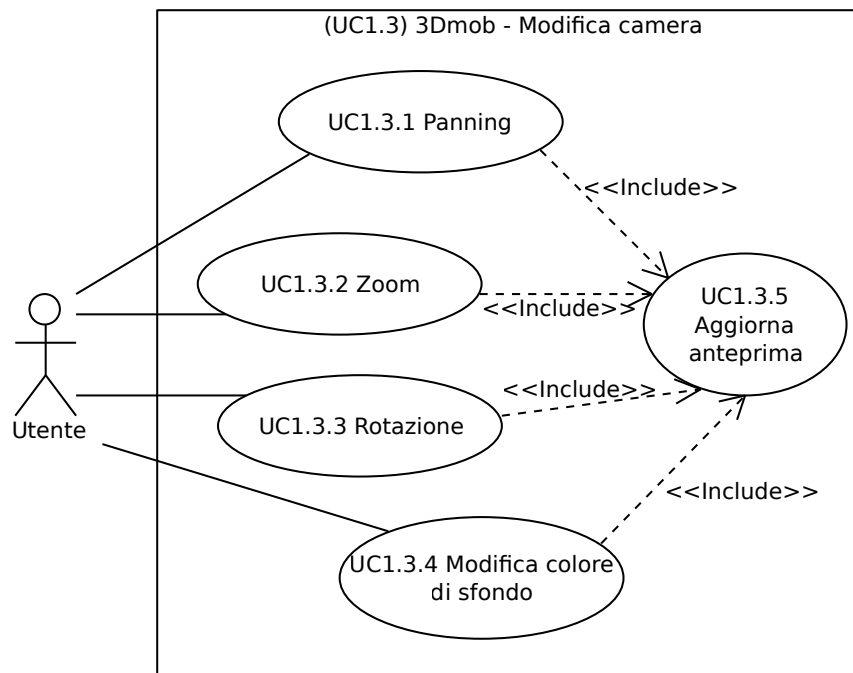 (UC1.3) 3Dmob - Modifica camera
UC1.3.1 Panning
<<Include>>
UC1.3.2 Zoom
<<Include>>
UC1.3.5
Aggiorna
anteprima
<<Include>>
UC1.3.3 Rotazione
Utente
<<Include>>
UC1.3.4 Modifica colore
di sfondo